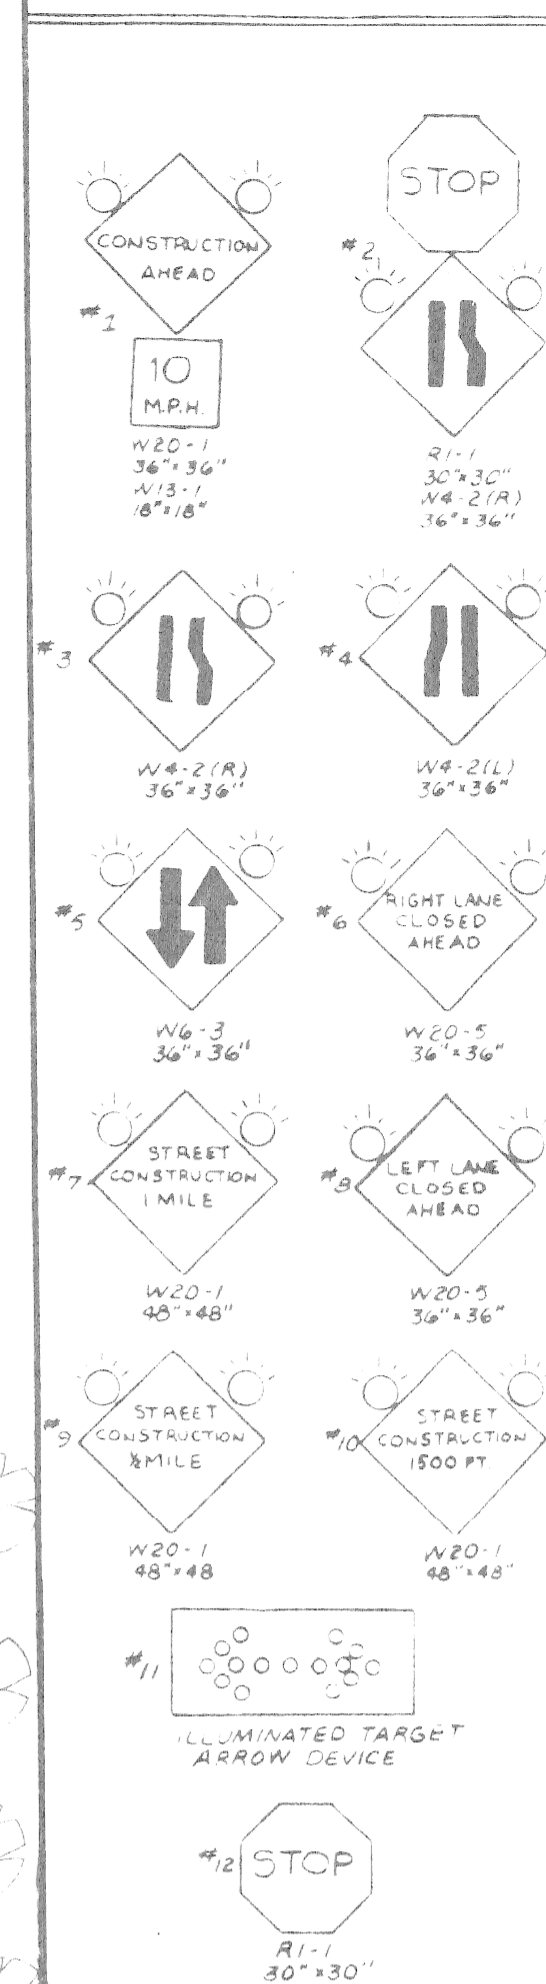 CONSTRUCTION
AHEAD
#1
10
M.P.H.
W20-1
36"x36"
W13-1
18"x18"
STOP
#2
R1-1
30"x30"
W4-2(R)
36"x36"
#3
W4-2(R)
36"x36"
#4
W4-2(L)
36"x36"
#5
W6-3
36"x36"
#6
RIGHT LANE
CLOSED
AHEAD
W20-5
36"x36"
#7
STREET
CONSTRUCTION
1 MILE
W20-1
48"x48"
#8
LEFT LANE
CLOSED
AHEAD
W20-5
36"x36"
#9
STREET
CONSTRUCTION
½ MILE
W20-1
48"x48
#10
STREET
CONSTRUCTION
1500 FT.
W20-1
48"x48"
#11
ILLUMINATED TARGET
ARROW DEVICE
#12
STOP
R1-1
30"x30"